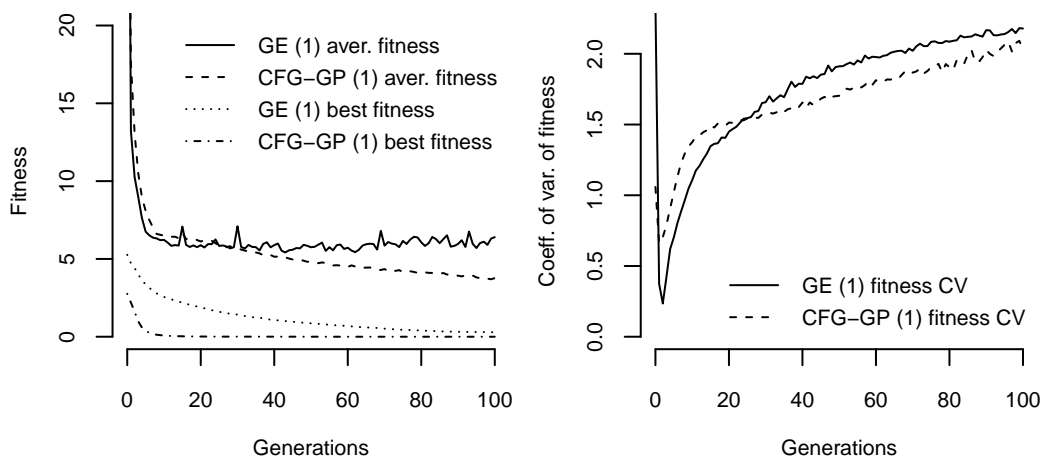 GE (1) aver. fitness
CFG−GP (1) aver. fitness
GE (1) best fitness
CFG−GP (1) best fitness
Fitness
20
15
10
5
0
0 20 40 60 80 100
Generations
Coeff. of var. of fitness
2.0
1.5
1.0
0.5
0.0
GE (1) fitness CV
CFG−GP (1) fitness CV
0 20 40 60 80 100
Generations